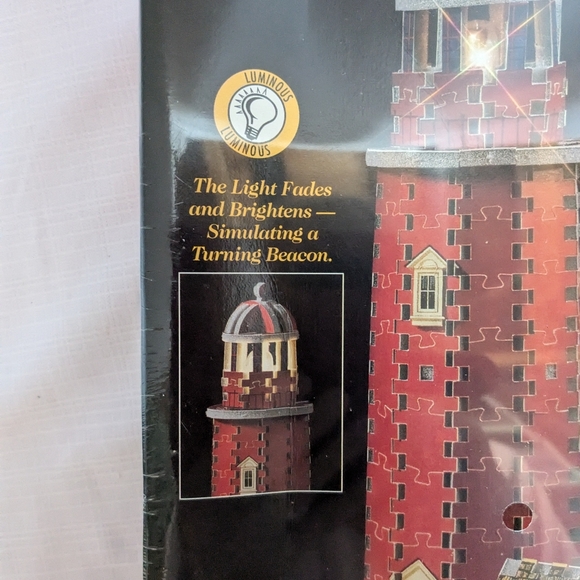 LUMINOUS
LUMINOUS
The Light Fades
and Brightens —
Simulating a
Turning Beacon.